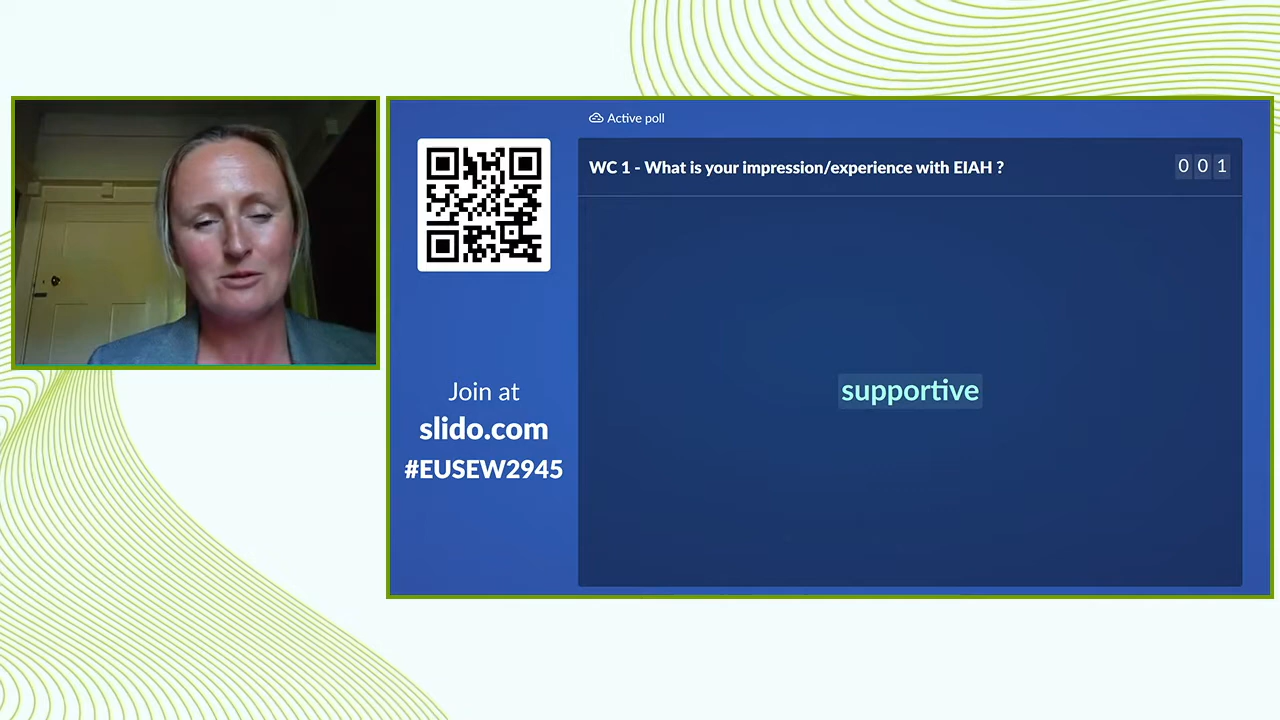 Active poll
WC 1 - What is your impression/experience with EIAH ?
0 0 1
supportive
Join at
slido.com
#EUSEW2945